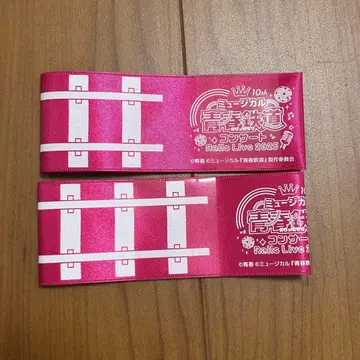 10th
ミュージカル
青春鉄道
コンサート
Rails Live 2025
©青春 ©ミュージカル『青春鉄道』製作委員会
10th
ミュージカル
青春鉄
コンサート
Rails Live 2
©青春 ©ミュージカル『青春鉄道』製作委